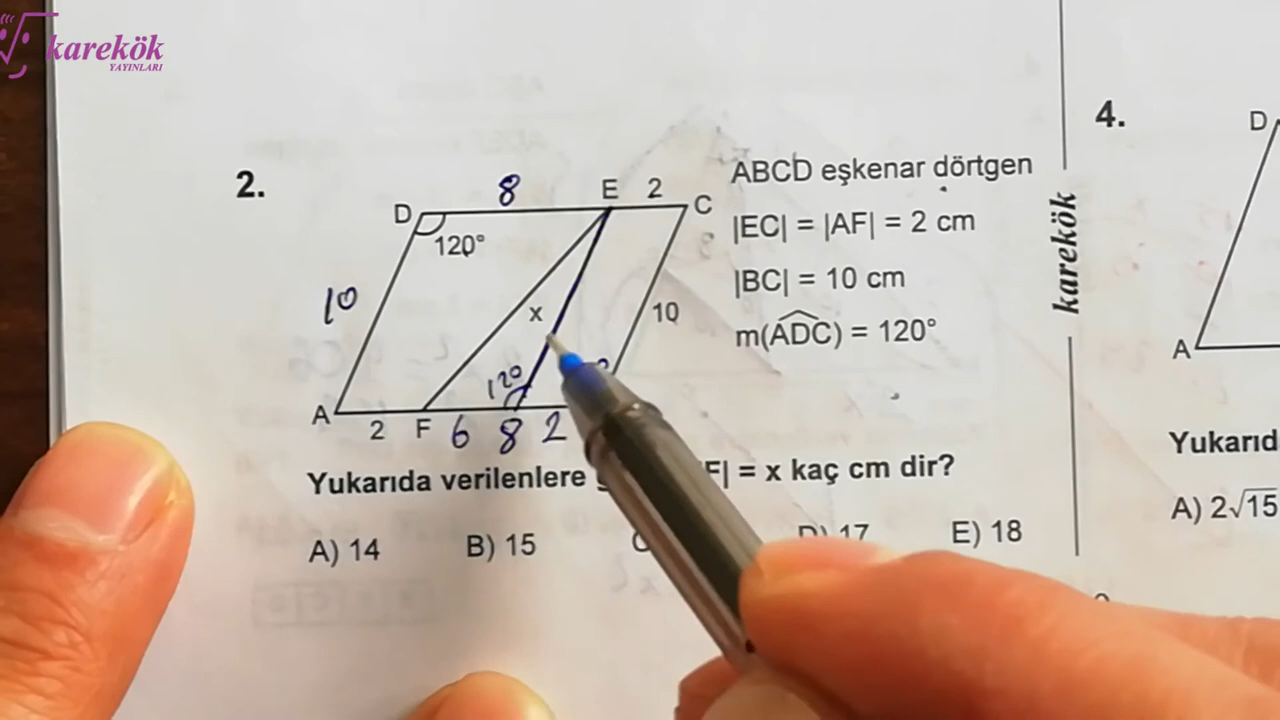 karekök
YAYINLARI
2.
8
D
E
2
C
120°
10
x
10
120
A
2
F
6
8
2
ABCD eşkenar dörtgen
|EC| = |AF| = 2 cm
|BC| = 10 cm
m(ADC) = 120°
Yukarıda verilenlere F| = x kaç cm dir?
A) 14
B) 15
D) 17
E) 18
karekök
4.
D
A
Yukarıd
A) 2√15